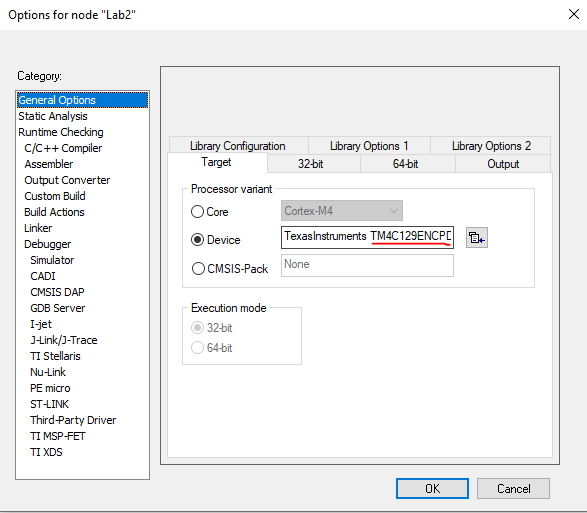 Options for node "Lab2"
Category:
General Options
Static Analysis
Runtime Checking
C/C++ Compiler
Assembler
Output Converter
Custom Build
Build Actions
Linker
Debugger
Simulator
CADI
CMSIS DAP
GDB Server
I-jet
J-Link/J-Trace
TI Stellaris
Nu-Link
PE micro
ST-LINK
Third-Party Driver
TI MSP-FET
TI XDS
Library Configuration Library Options 1 Library Options 2
Target 32-bit 64-bit Output
Processor variant
Core Cortex-M4
Device TexasInstruments TM4C129ENCPD
CMSIS-Pack None
Execution mode
32-bit
64-bit
OK Cancel